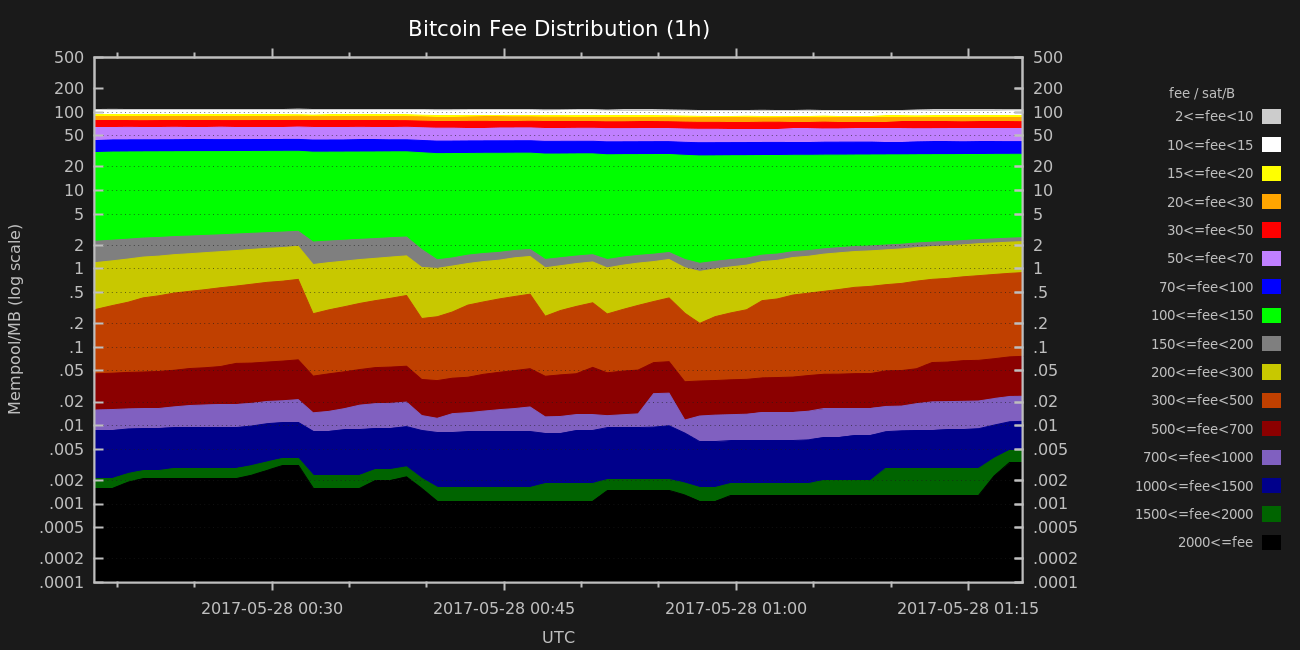 Bitcoin Fee Distribution (1h)
500 500
200 200
100 100
50 50
20 20
10 10
5 5
2 2
1 1
.5 .5
.2 .2
.1 .1
.05 .05
.02 .02
.01 .01
.005 .005
.002 .002
.001 .001
.0005 .0005
.0002 .0002
.0001 .0001
Mempool/MB (log scale)
2017-05-28 00:30 2017-05-28 00:45 2017-05-28 01:00 2017-05-28 01:15
UTC
fee / sat/B
2<=fee<10
10<=fee<15
15<=fee<20
20<=fee<30
30<=fee<50
50<=fee<70
70<=fee<100
100<=fee<150
150<=fee<200
200<=fee<300
300<=fee<500
500<=fee<700
700<=fee<1000
1000<=fee<1500
1500<=fee<2000
2000<=fee